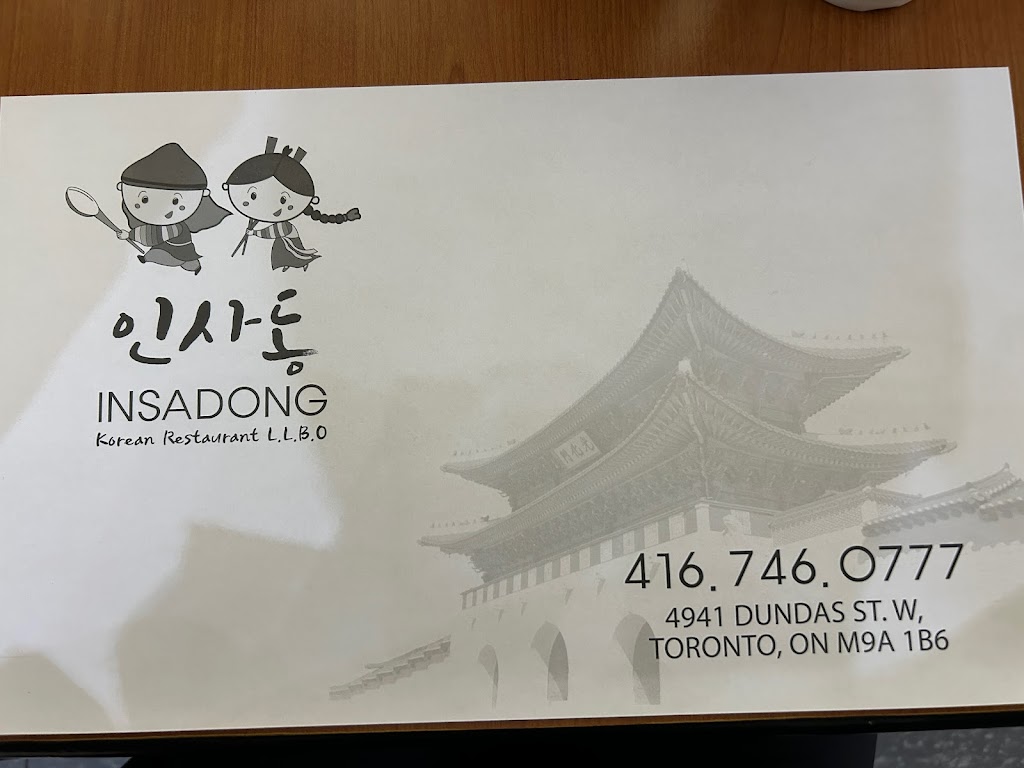 인사동
INSADONG
Korean Restaurant L.L.B.O
416.746.0777
4941 DUNDAS ST. W,
TORONTO, ON M9A 1B6